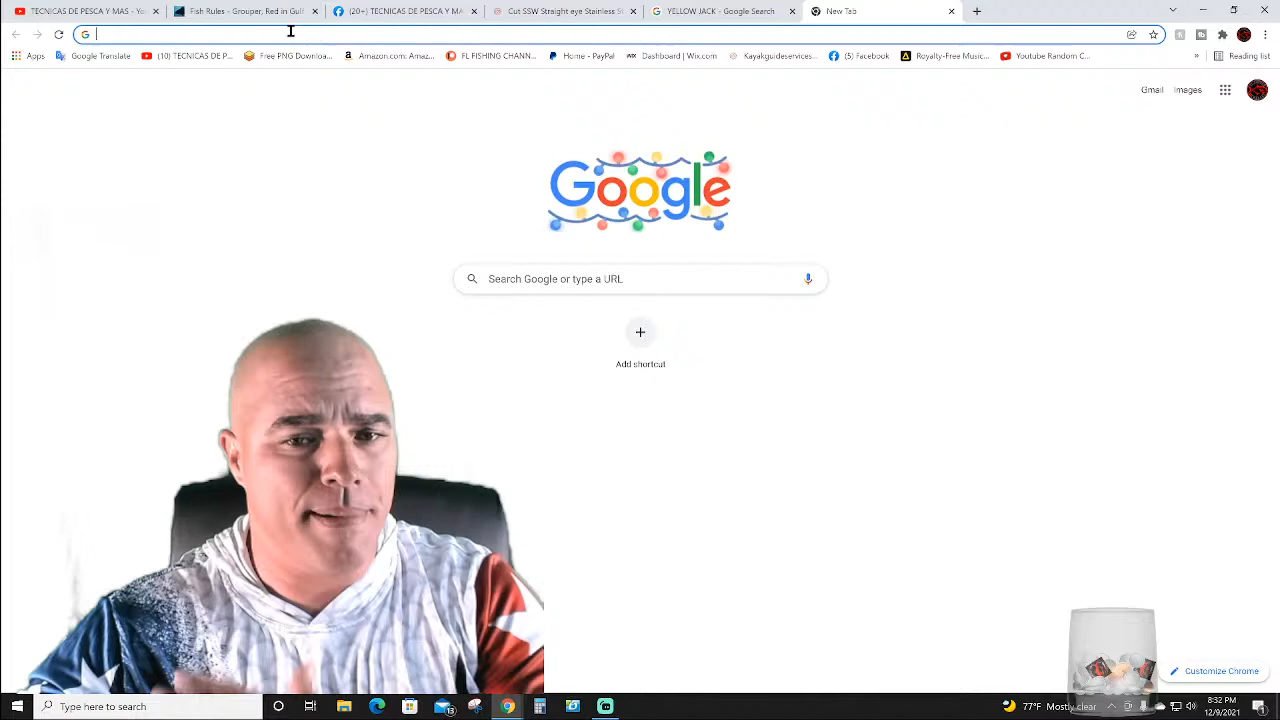 TECNICAS DE PESCA Y MAS - Yo
Fish Rules - Grouper, Red in Gulf
(20+) TECNICAS DE PESCA Y MA
Cut SSW Straight eye Stainless St
YELLOW JACK - Google Search
New Tab
Apps
Google Translate
(10) TECNICAS DE P...
Free PNG Downloa...
Amazon.com: Amaz...
FL FISHING CHANN...
Home - PayPal
Dashboard | Wix.com
Kayakguideservices...
(5) Facebook
Royalty-Free Music...
Youtube Random C...
»
Reading list
Gmail
Images
Google
Search Google or type a URL
Add shortcut
Customize Chrome
Type here to search
77°F Mostly clear
8:32 PM
12/9/2021